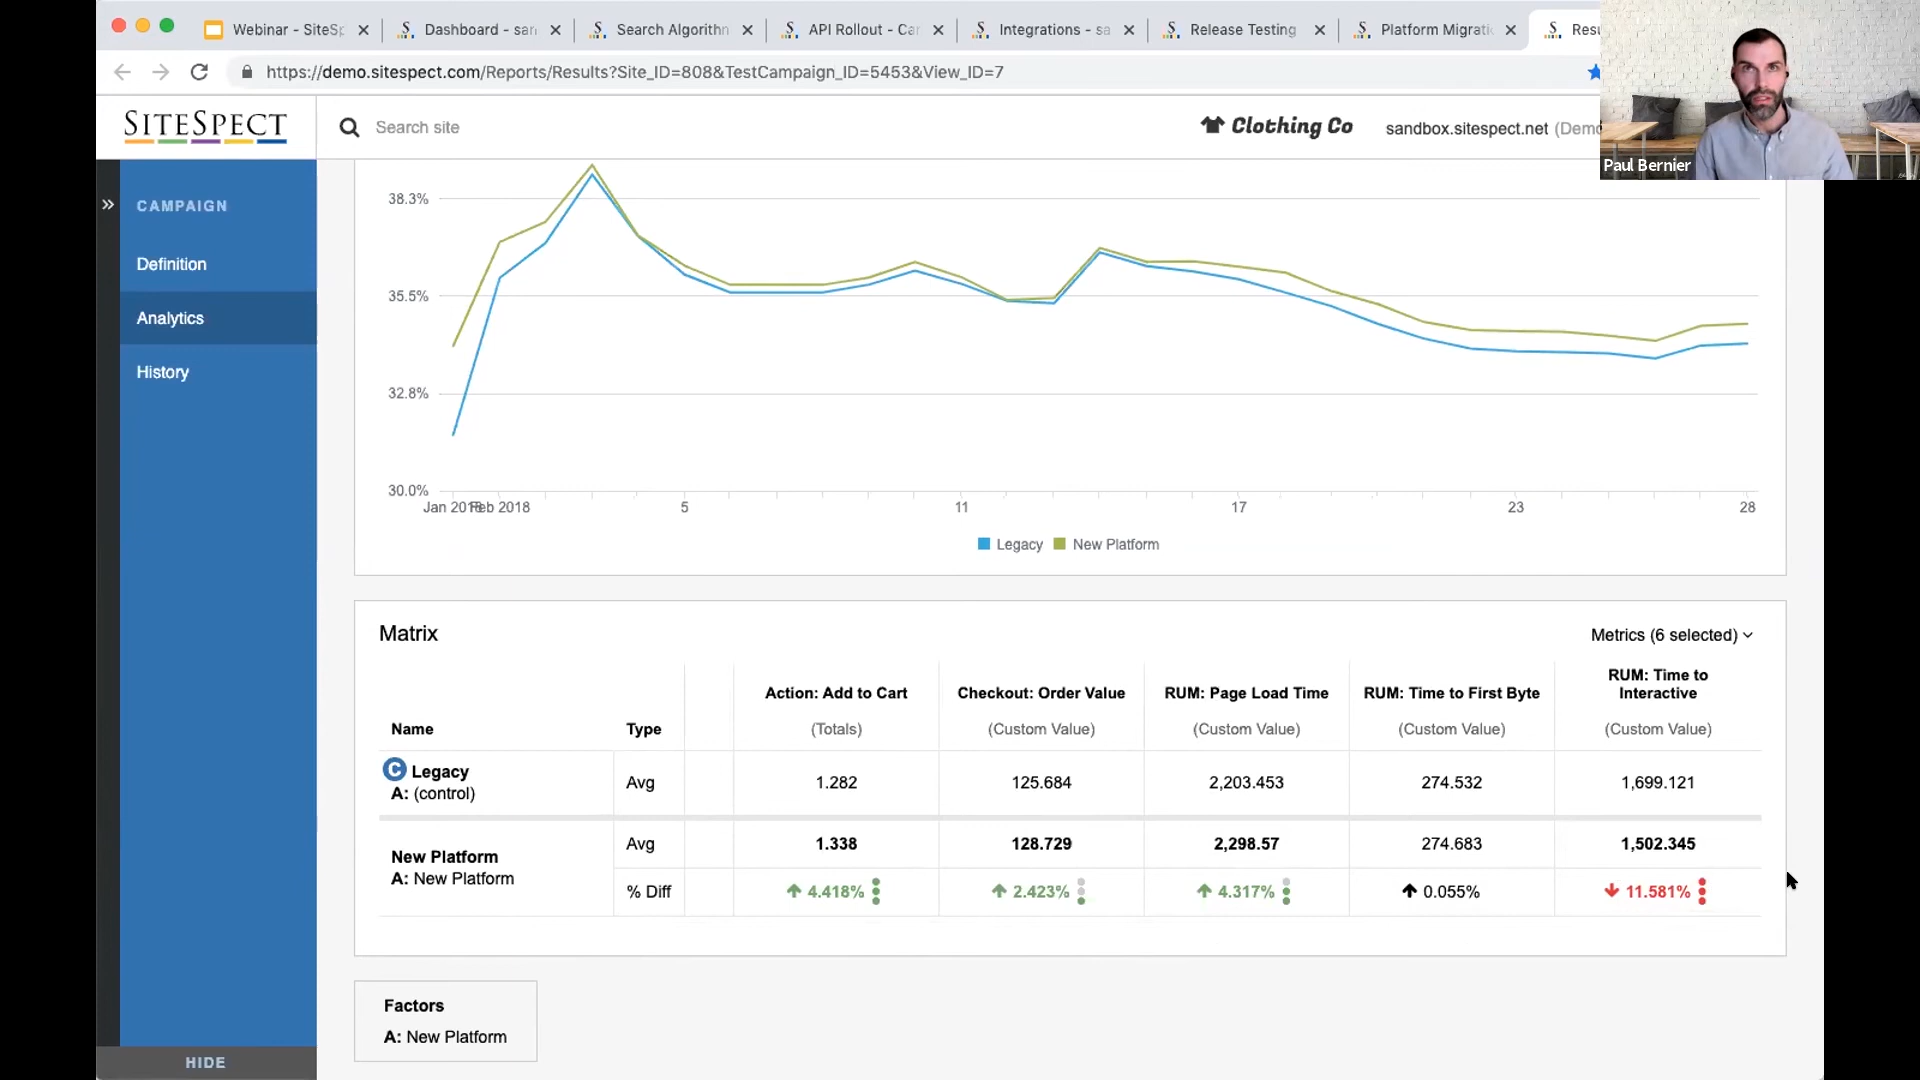 Webinar - SiteSp
Dashboard - san
Search Algorithn
API Rollout - Car
Integrations - sa
Release Testing
Platform Migrati
Resu
https://demo.sitespect.com/Reports/Results?Site_ID=808&TestCampaign_ID=5453&View_ID=7
SITESPECT
Search site
Clothing Co
sandbox.sitespect.net (Demo
Paul Bernier
CAMPAIGN
Definition
Analytics
History
HIDE
38.3%
35.5%
32.8%
30.0%
Jan 201 Feb 2018 5 11 17 23 28
Legacy New Platform
Matrix
Metrics (6 selected)
Name Type Action: Add to Cart (Totals) Checkout: Order Value (Custom Value) RUM: Page Load Time (Custom Value) RUM: Time to First Byte (Custom Value) RUM: Time to Interactive (Custom Value)
C Legacy
A: (control)
Avg 1.282 125.684 2,203.453 274.532 1,699.121
New Platform
A: New Platform
Avg 1.338 128.729 2,298.57 274.683 1,502.345
% Diff 4.418% 2.423% 4.317% 0.055% 11.581%
Factors
A: New Platform